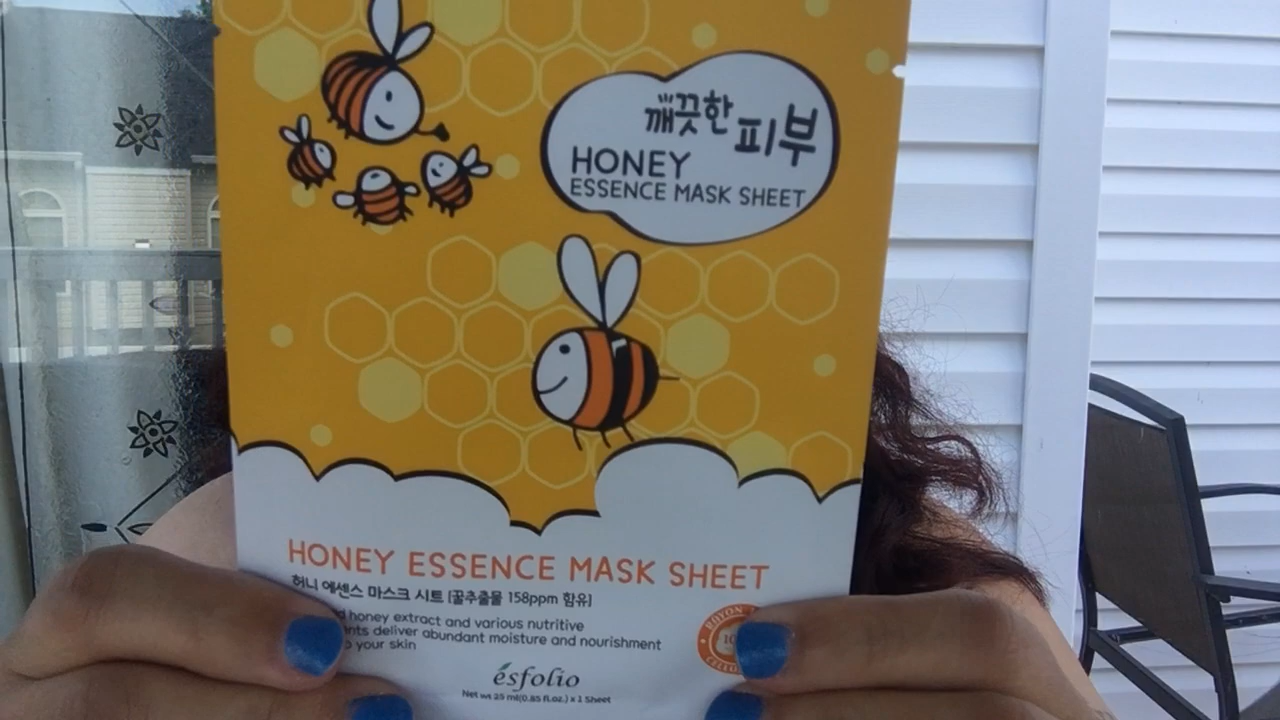 깨끗한 피부
HONEY
ESSENCE MASK SHEET
HONEY ESSENCE MASK SHEET
허니 에센스 마스크 시트 [꿀추출물 158ppm 함유]
honey extract and various nutritive
deliver abundant moisture and nourishment
your skin
ésfolio
Net wt 25 ml(0.85 fl.oz.) x 1 Sheet